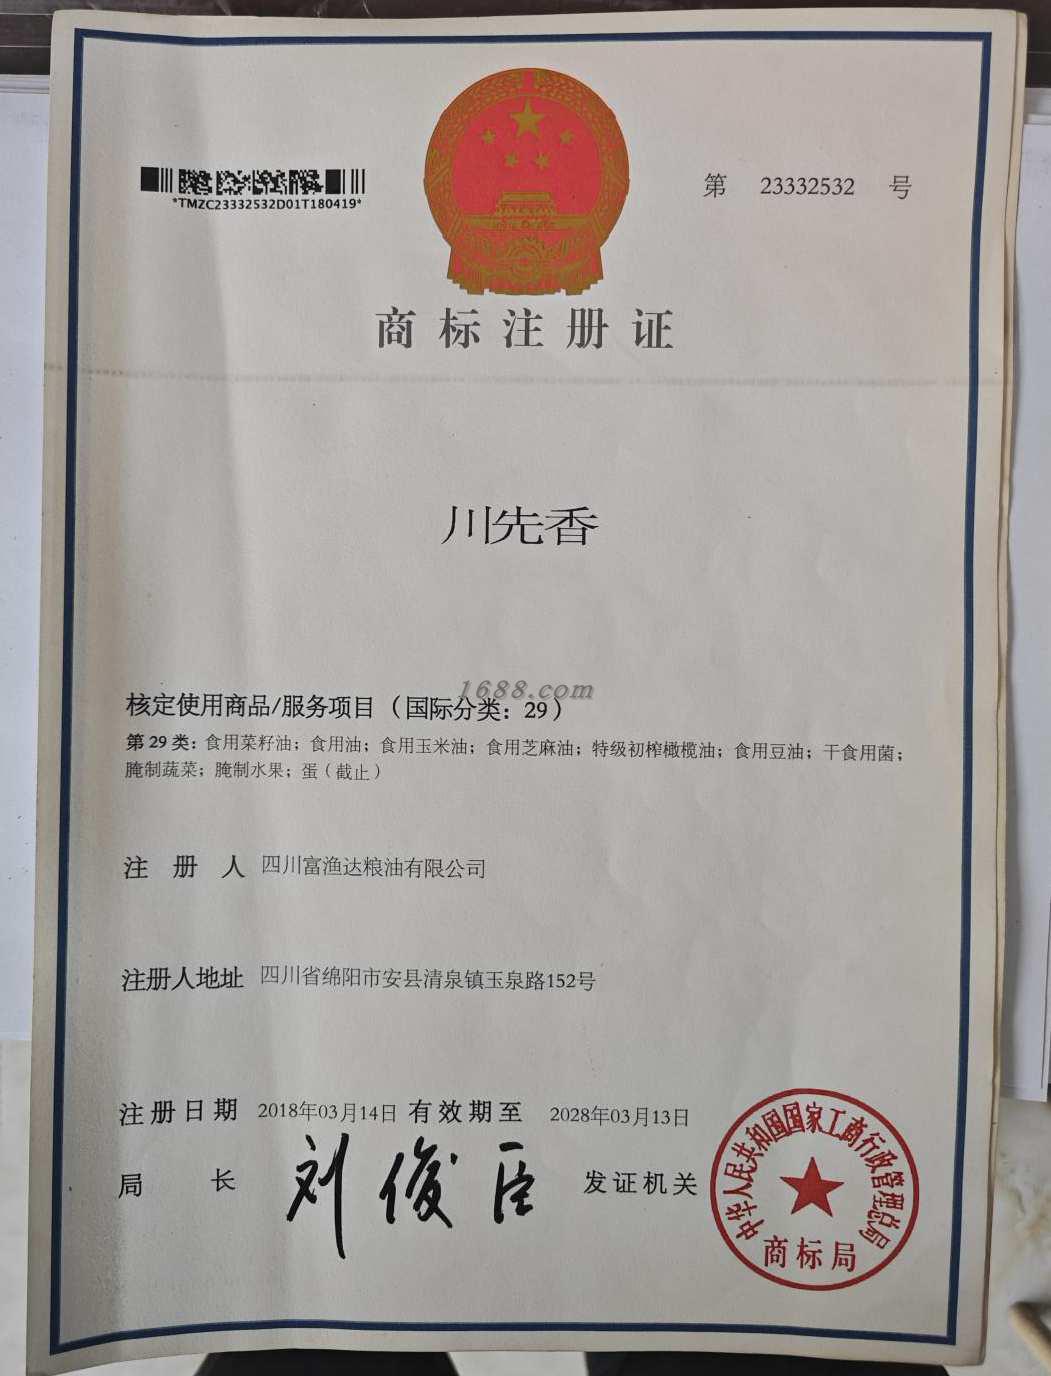 *TMZC23332532D01T180419*
第 23332532 号
商标注册证
川先香
1688.com
核定使用商品/服务项目（国际分类：29）
第 29 类：食用菜籽油；食用油；食用玉米油；食用芝麻油；特级初榨橄榄油；食用豆油；干食用菌；
腌制蔬菜；腌制水果；蛋（截止）
注册人 四川富渔达粮油有限公司
注册人地址 四川省绵阳市安县清泉镇玉泉路152号
注册日期 2018年03月14日 有效期至 2028年03月13日
局长 刘俊臣 发证机关
中华人民共和国国家工商行政管理总局
商标局